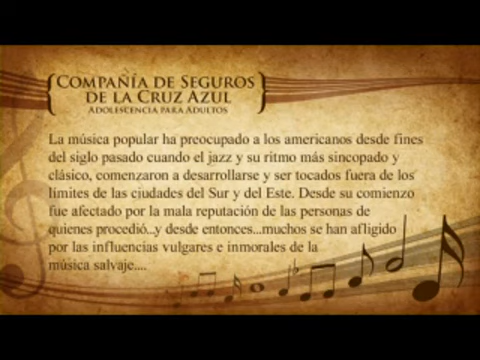 COMPAÑÍA DE SEGUROS
DE LA CRUZ AZUL
ADOLESCENCIA PARA ADULTOS
La música popular ha preocupado a los americanos desde fines
del siglo pasado cuando el jazz y su ritmo más sincopado y
clásico, comenzaron a desarrollarse y ser tocados fuera de los
límites de las ciudades del Sur y del Este. Desde su comienzo
fue afectado por la mala reputación de las personas de
quienes procedió...y desde entonces...muchos se han afligido
por las influencias vulgares e inmorales de la
música salvaje....